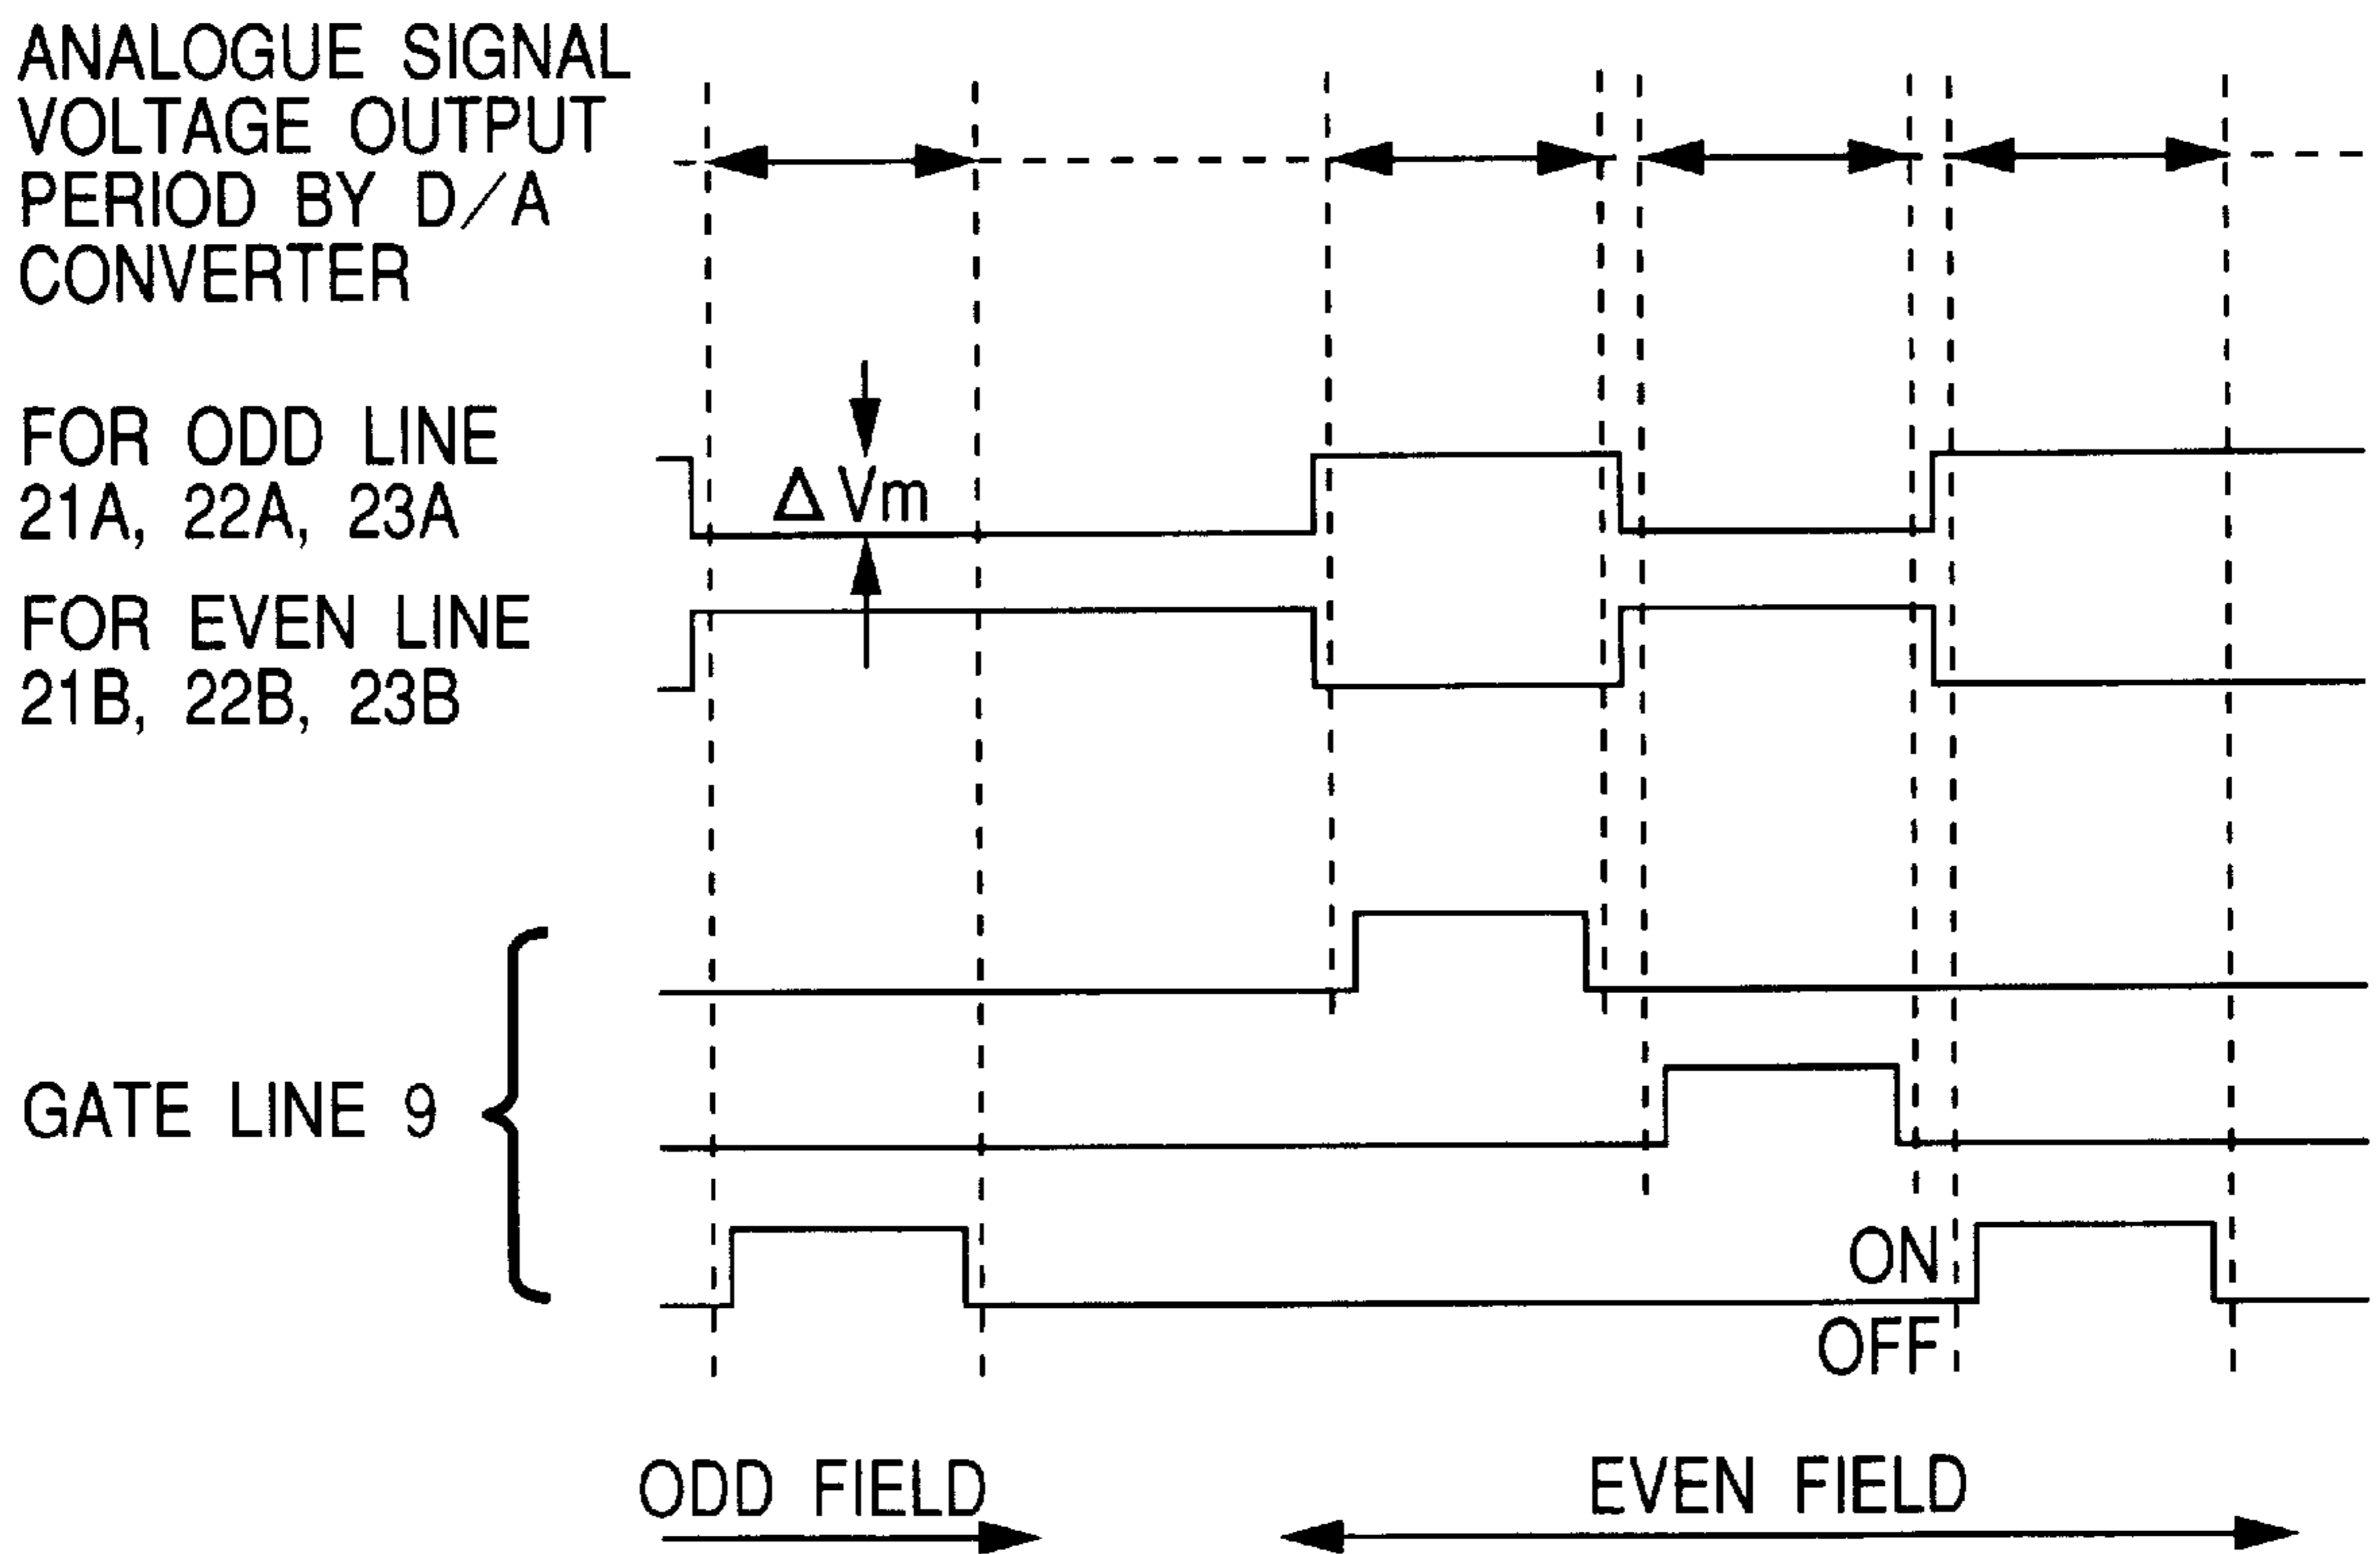 ANALOGUE SIGNAL
VOLTAGE OUTPUT
PERIOD BY D/A
CONVERTER
FOR ODD LINE
21A, 22A, 23A
Δ Vm
FOR EVEN LINE
21B, 22B, 23B
GATE LINE 9
ON
OFF
ODD FIELD
EVEN FIELD